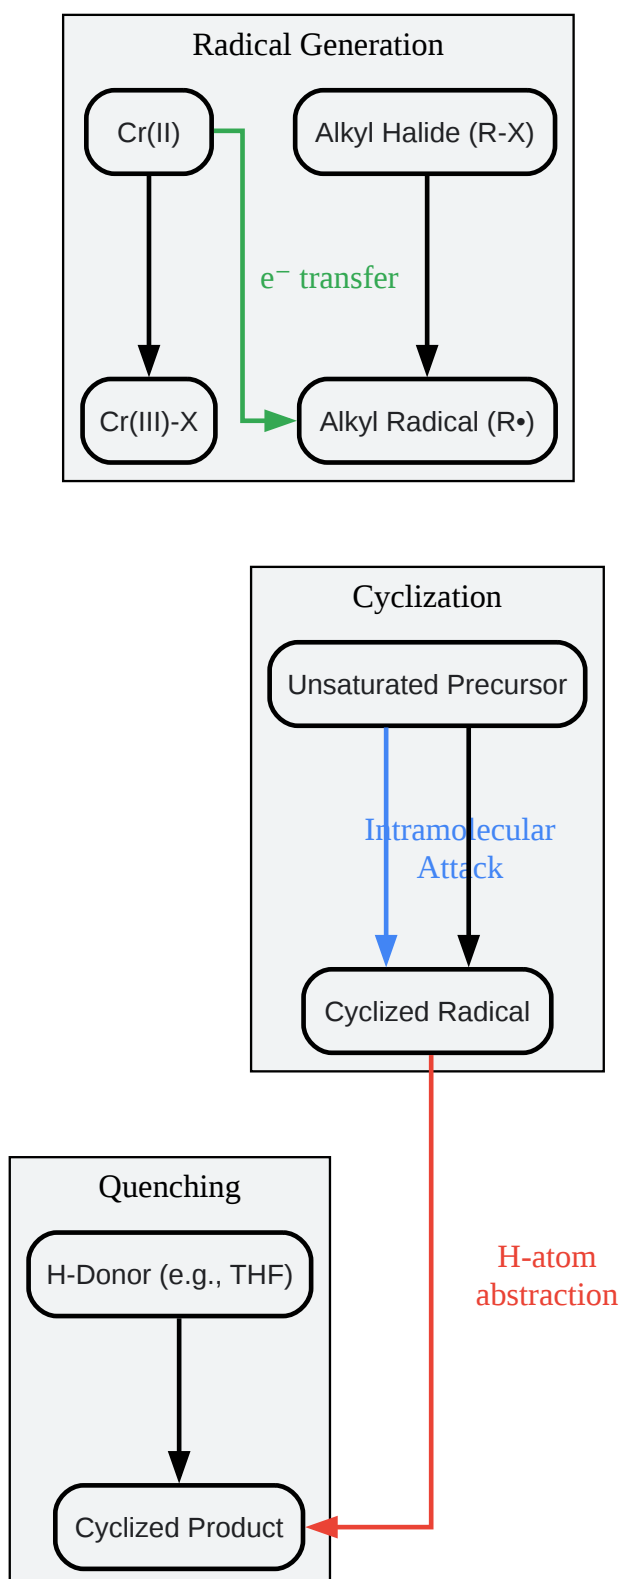 Radical Generation
Cr(II)
Alkyl Halide (R-X)
e⁻ transfer
Cr(III)-X
Alkyl Radical (R•)
Cyclization
Unsaturated Precursor
Intramolecular
Attack
Cyclized Radical
Quenching
H-Donor (e.g., THF)
H-atom
abstraction
Cyclized Product